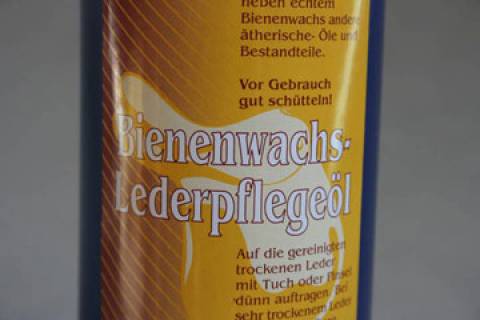 neben echtem
Bienenwachs andere
ätherische- Öle und
Bestandteile.
Vor Gebrauch
gut schütteln!
Bienenwachs-
Lederpflegeöl
Auf die gereinigten
trockenen Leder
mit Tuch oder Pinsel
dünn auftragen. Bei
sehr trockenem Leder